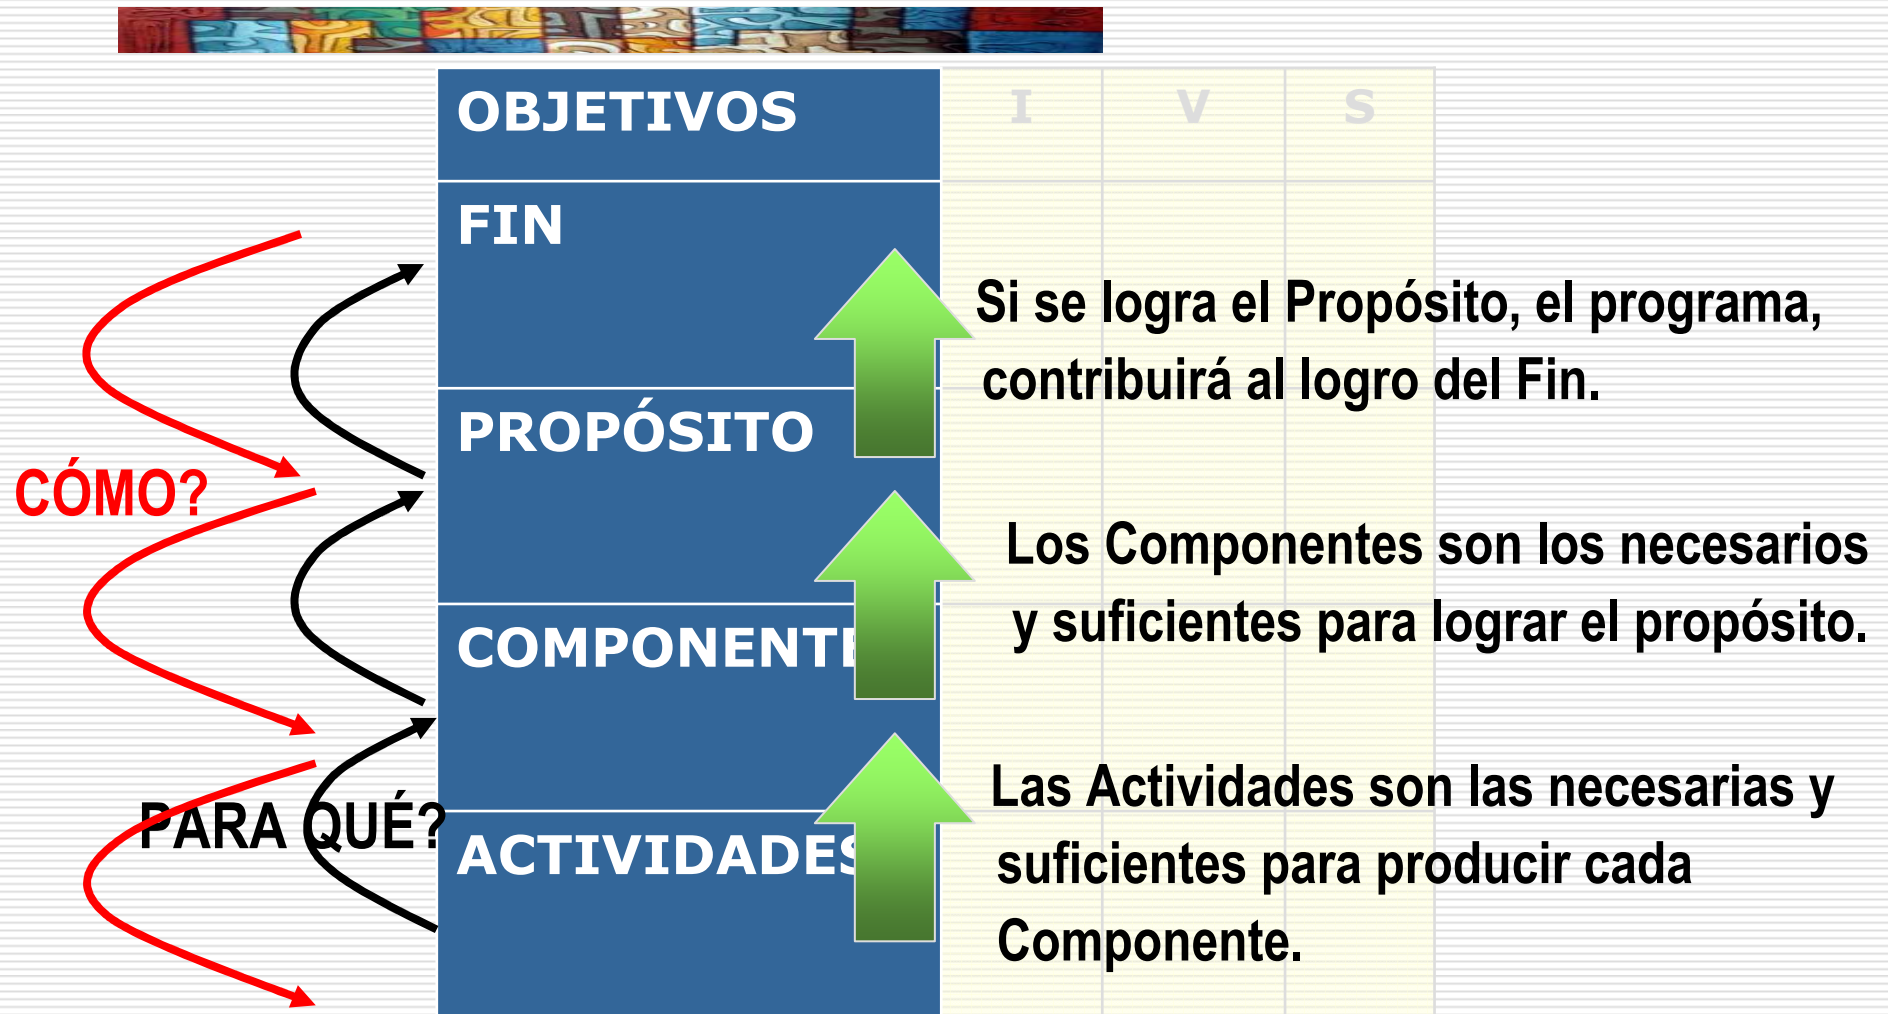 OBJETIVOS
I V S
FIN
Si se logra el Propósito, el programa,
contribuirá al logro del Fin.
PROPÓSITO
CÓMO?
Los Componentes son los necesarios
y suficientes para lograr el propósito.
COMPONENTE
Las Actividades son las necesarias y
suficientes para producir cada
Componente.
PARA QUÉ?
ACTIVIDADES